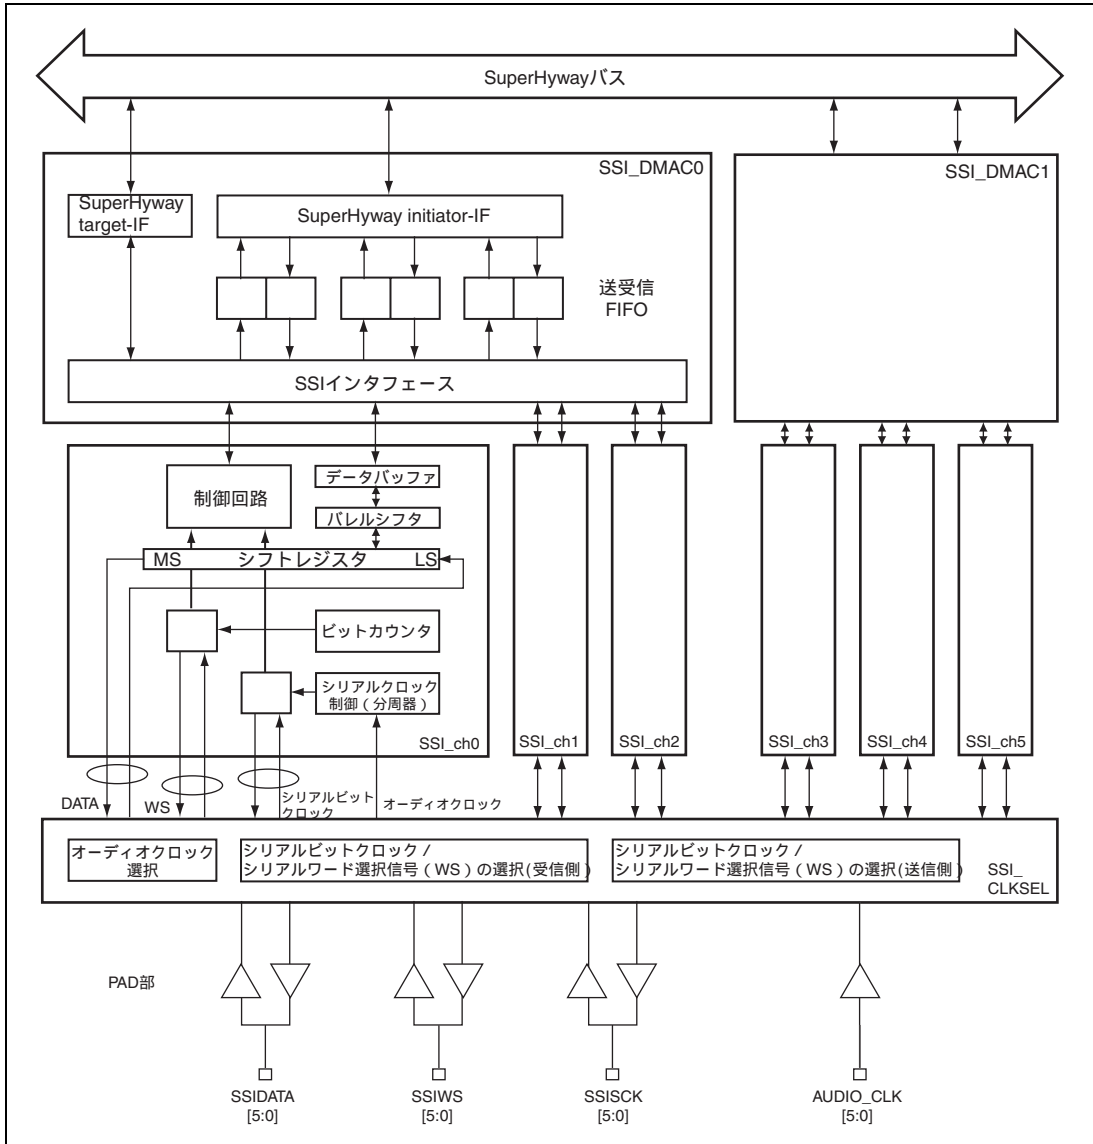 SuperHywayバス
SSI_DMAC0
SSI_DMAC1
SuperHyway
target-IF
SuperHyway initiator-IF
送受信
FIFO
SSIインタフェース
制御回路
データバッファ
バレルシフタ
MS
シフトレジスタ
LS
ビットカウンタ
シリアルクロック
制御（分周器）
SSI_ch0
SSI_ch1
SSI_ch2
SSI_ch3
SSI_ch4
SSI_ch5
DATA
WS
シリアルビット
クロック
オーディオクロック
オーディオクロック
選択
シリアルビットクロック /
シリアルワード選択信号（WS）の選択(受信側）
シリアルビットクロック /
シリアルワード選択信号（WS）の選択(送信側）
SSI_
CLKSEL
PAD部
SSIDATA
[5:0]
SSIWS
[5:0]
SSISCK
[5:0]
AUDIO_CLK
[5:0]